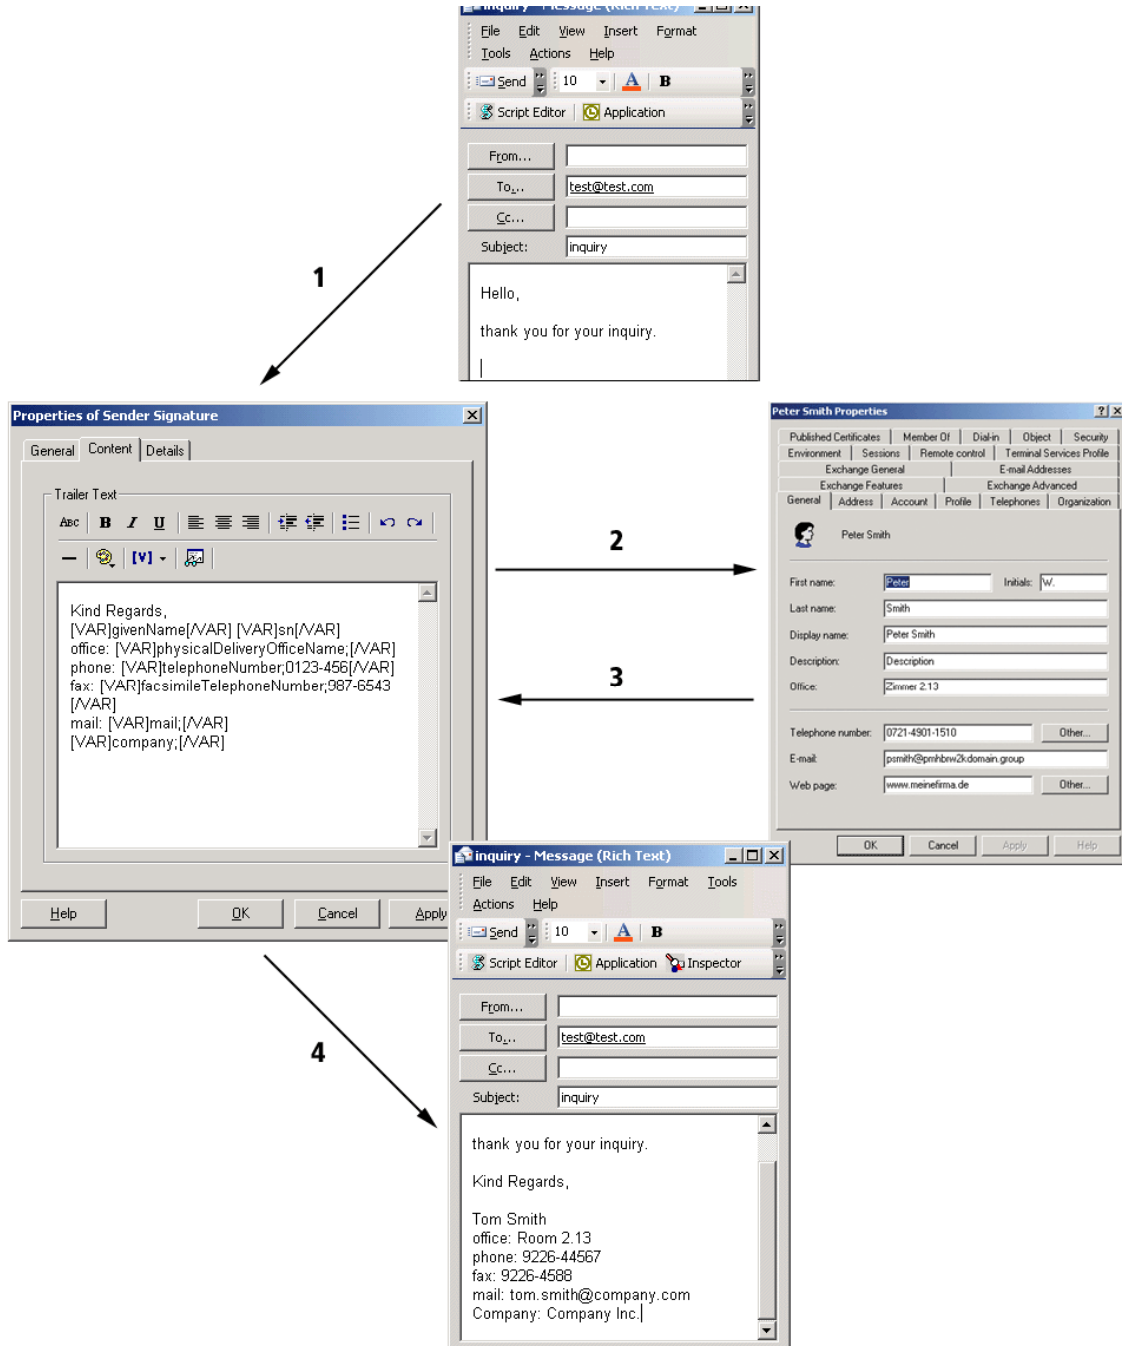 inquiry - Message (Rich Text)
File Edit View Insert Format
Tools Actions Help
Send 10 A B
Script Editor Application
From...
To... test@test.com
Cc...
Subject: inquiry
Hello,
thank you for your inquiry.
1
Properties of Sender Signature
General Content Details
Trailer Text
ABC B I U
[V]
Kind Regards,
[VAR]givenName[/VAR] [VAR]sn[/VAR]
office: [VAR]physicalDeliveryOfficeName;[/VAR]
phone: [VAR]telephoneNumber;0123-456[/VAR]
fax: [VAR]facsimileTelephoneNumber;987-6543
[/VAR]
mail: [VAR]mail;[/VAR]
[VAR]company;[/VAR]
Help OK Cancel Apply
2
3
Peter Smith Properties
Published Certificates Member Of Dial-in Object Security
Environment Sessions Remote control Terminal Services Profile
Exchange General E-mail Addresses
Exchange Features Exchange Advanced
General Address Account Profile Telephones Organization
Peter Smith
First name: Peter Initials: W.
Last name: Smith
Display name: Peter Smith
Description: Description
Office: Zimmer 2.13
Telephone number: 0721-4901-1510 Other...
E-mail: psmith@pmhbrw2kdomain.group
Web page: www.meinefirma.de Other...
OK Cancel Apply Help
4
inquiry - Message (Rich Text)
File Edit View Insert Format Tools
Actions Help
Send 10 A B
Script Editor Application Inspector
From...
To... test@test.com
Cc...
Subject: inquiry
thank you for your inquiry.
Kind Regards,
Tom Smith
office: Room 2.13
phone: 9226-44567
fax: 9226-4588
mail: tom.smith@company.com
Company: Company Inc.